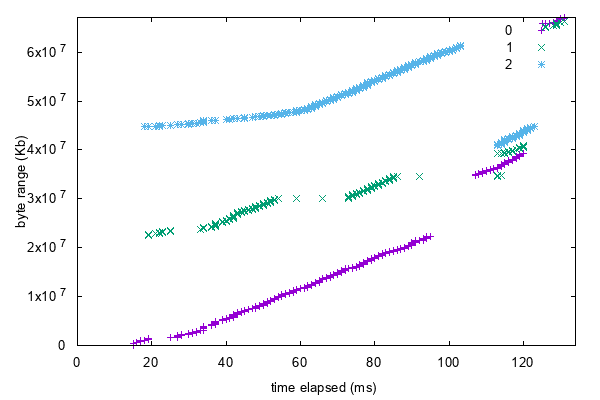 0
1
2
6x10^7
5x10^7
4x10^7
3x10^7
2x10^7
1x10^7
0
0 20 40 60 80 100 120
byte range (Kb)
time elapsed (ms)